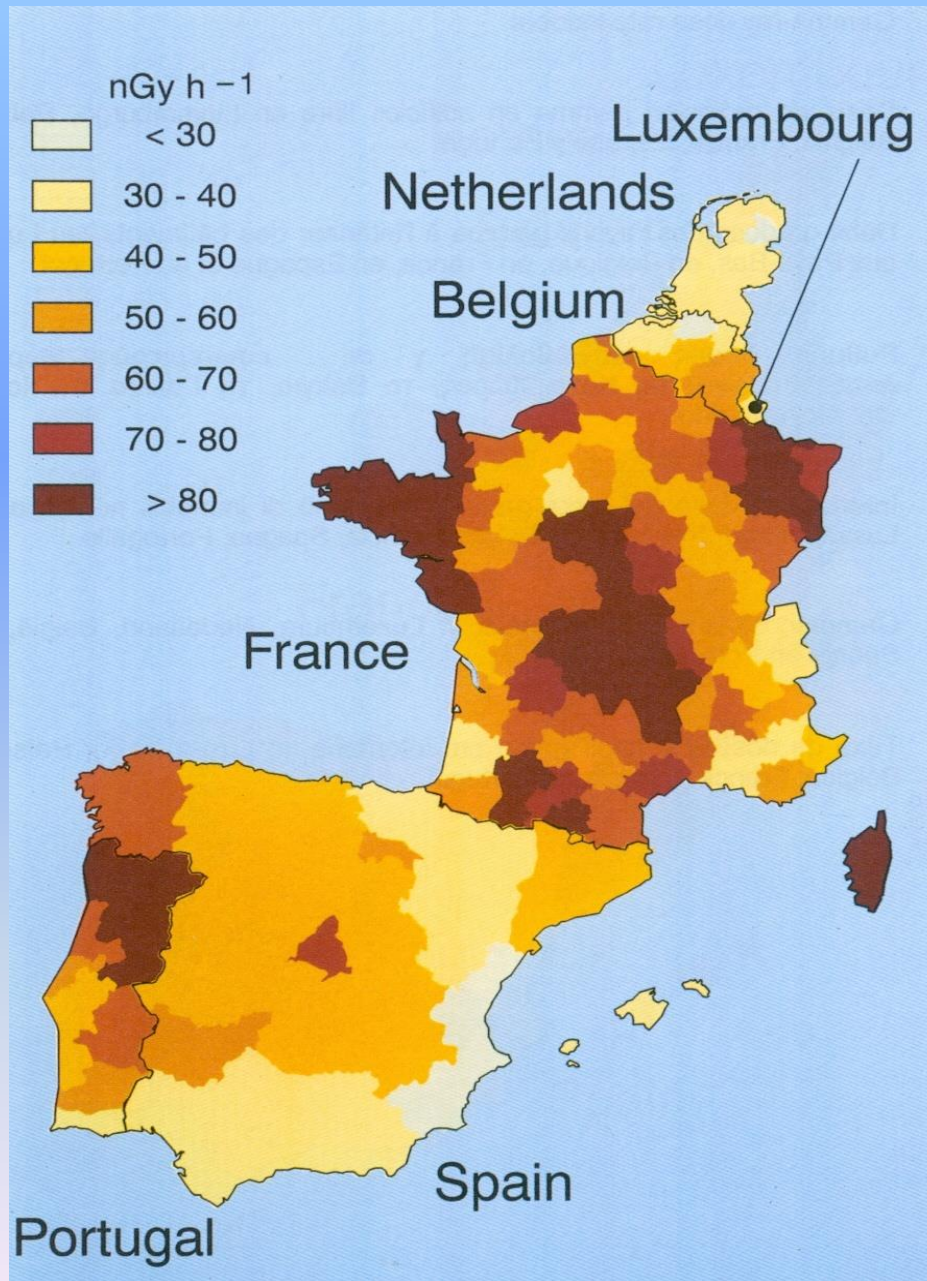 nGy h −1
< 30
30 - 40
40 - 50
50 - 60
60 - 70
70 - 80
> 80
Luxembourg
Netherlands
Belgium
France
Spain
Portugal